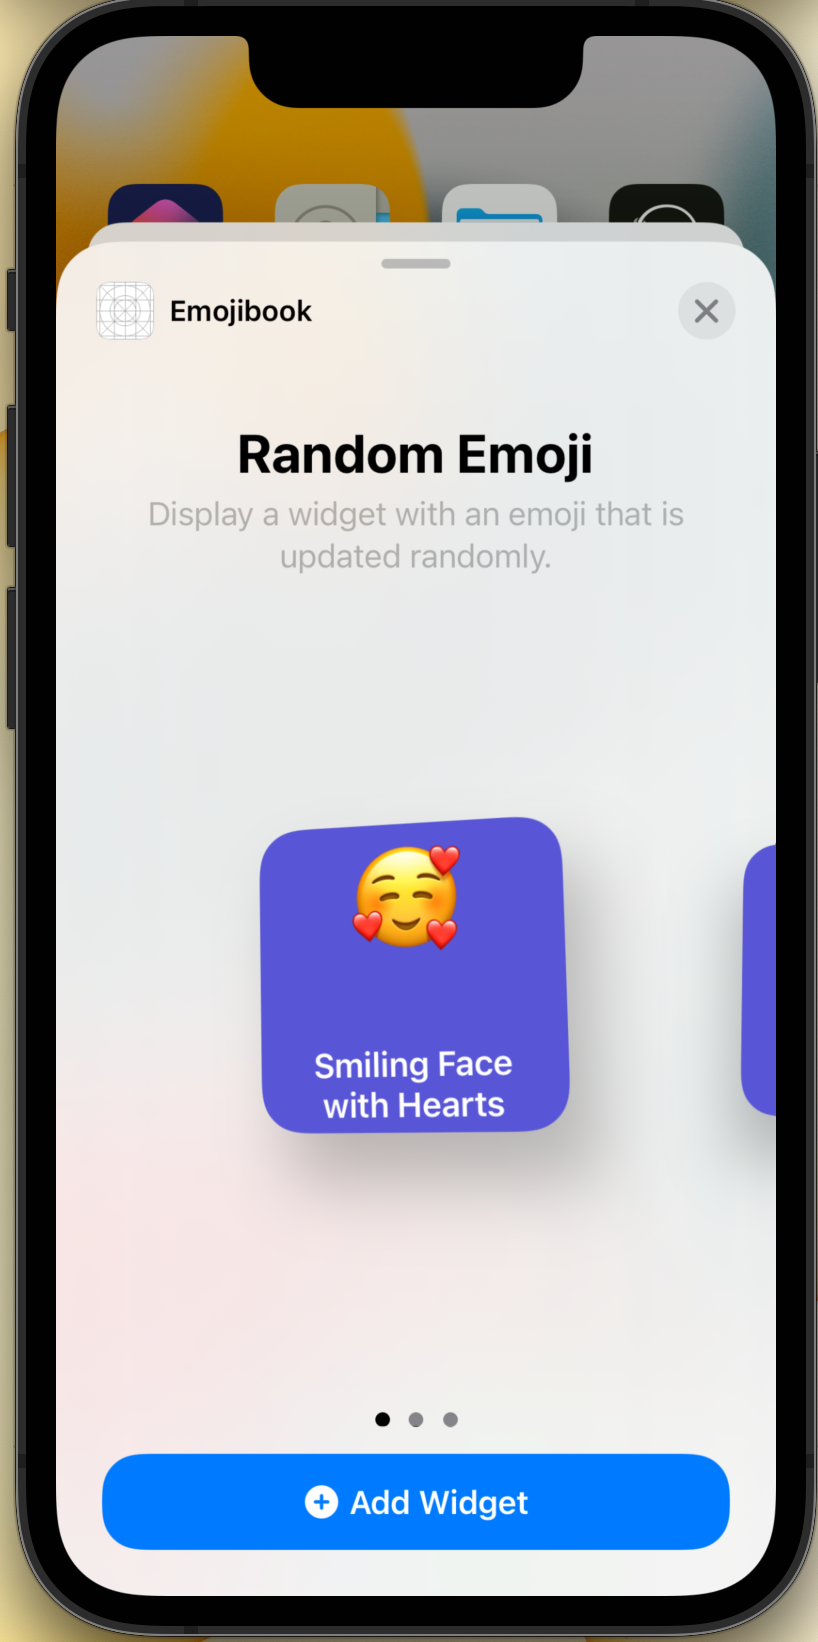 Emojibook
Random Emoji
Display a widget with an emoji that is
updated randomly.
Smiling Face
with Hearts
Add Widget